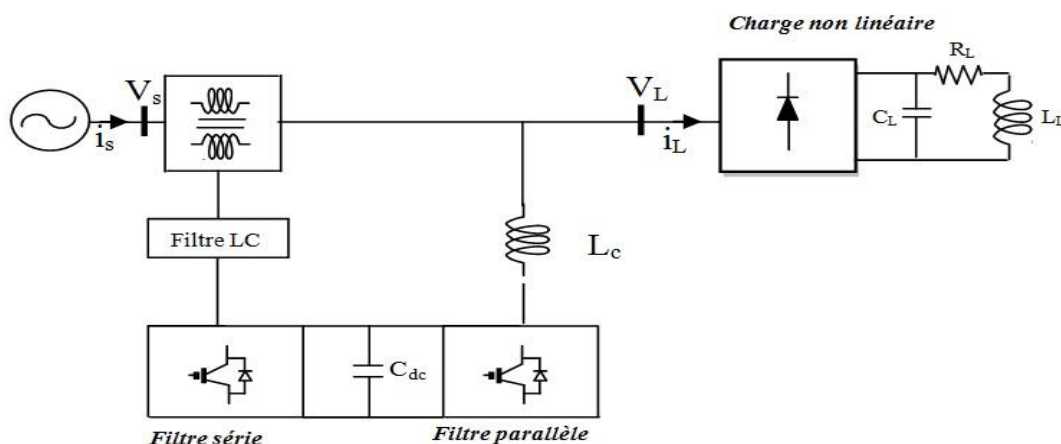 Charge non linéaire
R_L
V_s
V_L
C_L
L_L
i_s
i_L
Filtre LC
L_c
C_dc
Filtre série
Filtre parallèle